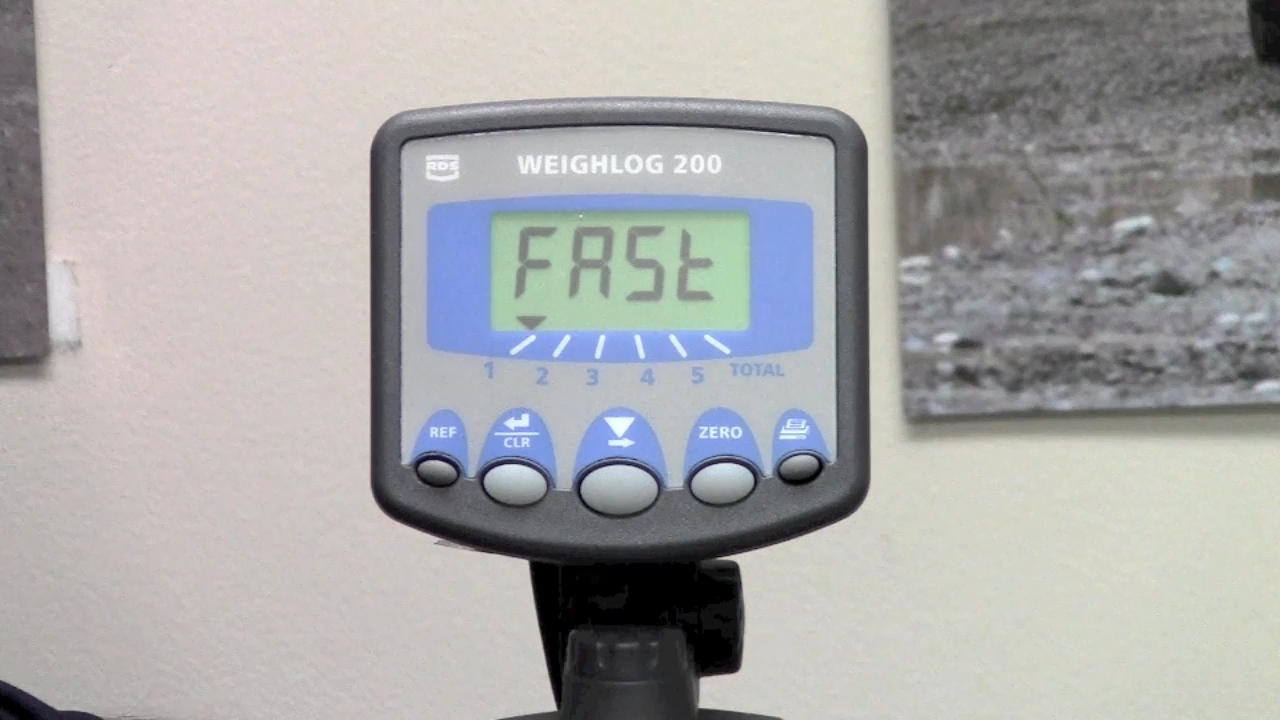 RDS
WEIGHLOG 200
FASt
1 2 3 4 5 TOTAL
REF
CLR
ZERO